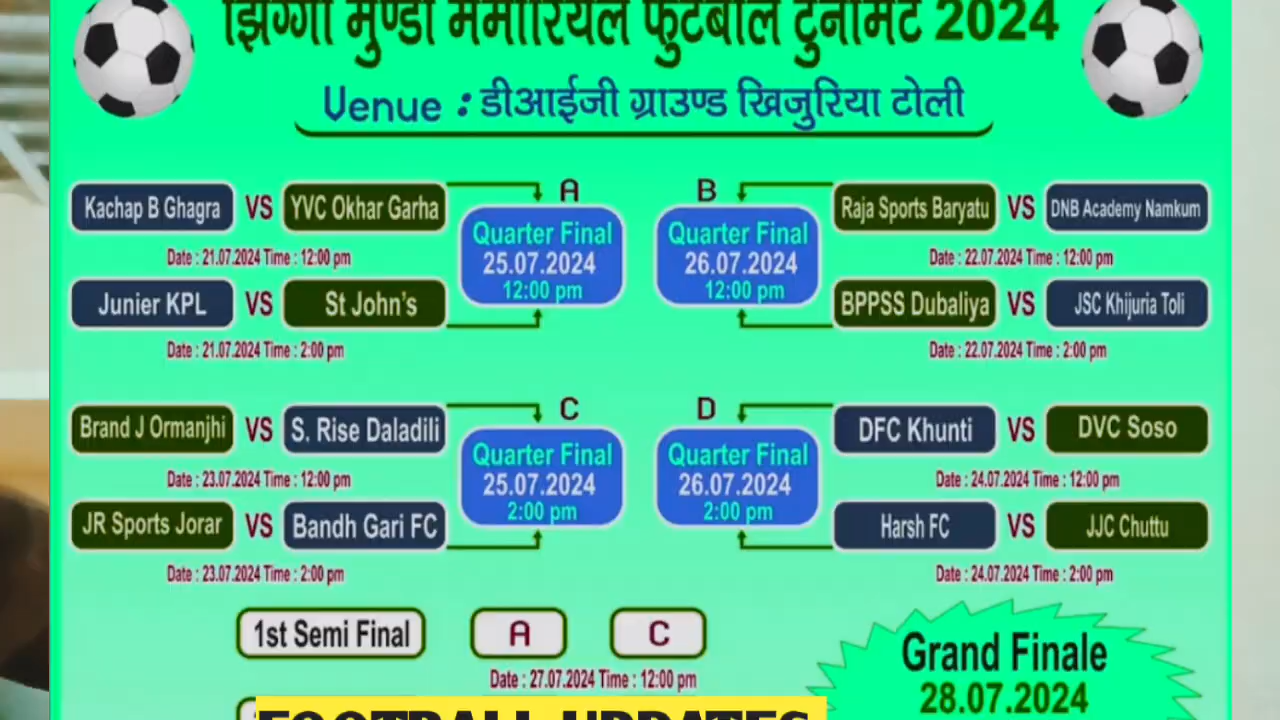 झिग्गा मुण्डा मेमोरियल फुटबॉल टुर्नामेंट 2024
Venue : डीआईजी ग्राउण्ड खिजुरिया टोली
Kachap B Ghagra VS YVC Okhar Garha
Date : 21.07.2024 Time : 12:00 pm
Junier KPL VS St John's
Date : 21.07.2024 Time : 2:00 pm
A
Quarter Final
25.07.2024
12:00 pm
B
Quarter Final
26.07.2024
12:00 pm
Raja Sports Baryatu VS DNB Academy Namkum
Date : 22.07.2024 Time : 12:00 pm
BPPSS Dubaliya VS JSC Khijuria Toli
Date : 22.07.2024 Time : 2:00 pm
Brand J Ormanjhi VS S. Rise Daladili
Date : 23.07.2024 Time : 12:00 pm
JR Sports Jorar VS Bandh Gari FC
Date : 23.07.2024 Time : 2:00 pm
C
Quarter Final
25.07.2024
2:00 pm
D
Quarter Final
26.07.2024
2:00 pm
DFC Khunti VS DVC Soso
Date : 24.07.2024 Time : 12:00 pm
Harsh FC VS JJC Chuttu
Date : 24.07.2024 Time : 2:00 pm
1st Semi Final A C
Date : 27.07.2024 Time : 12:00 pm
Grand Finale
28.07.2024
FOOTBALL UPDATES